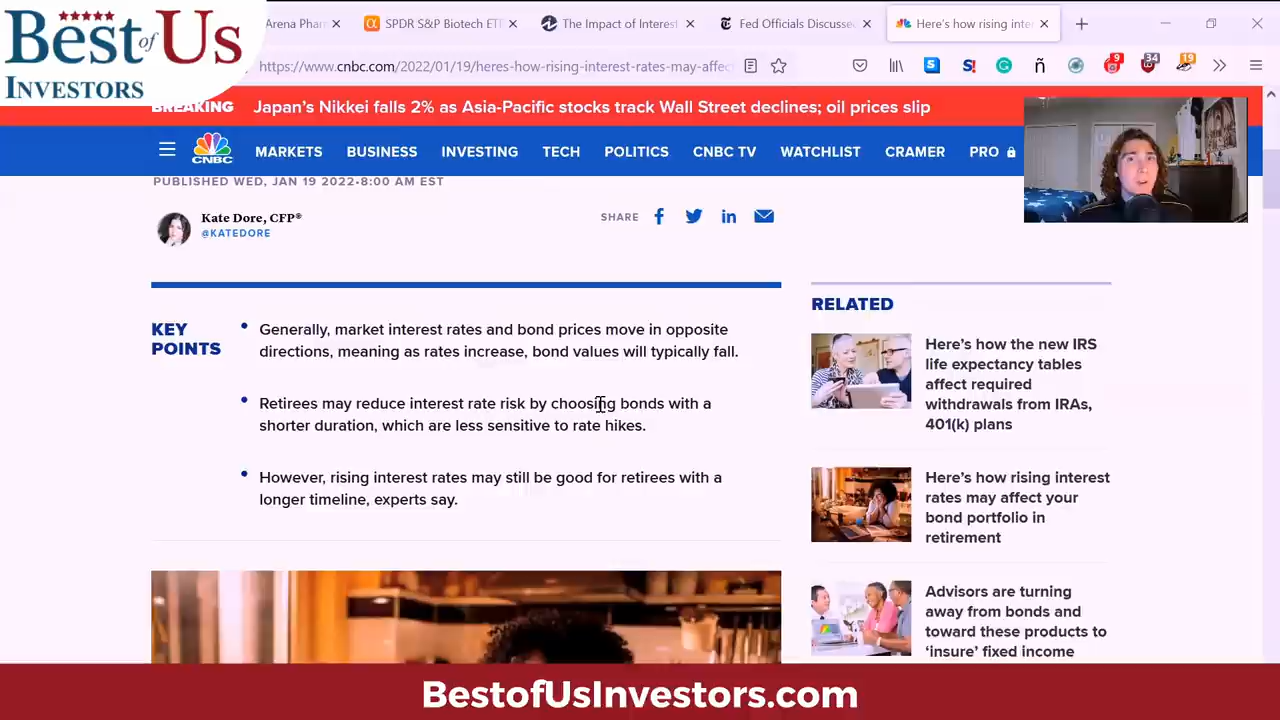 Best of Us
INVESTORS
Arena Phar
SPDR S&P Biotech ET
The Impact of Interest
Fed Officials Discussed
Here's how rising inte
https://www.cnbc.com/2022/01/19/heres-how-rising-interest-rates-may-affec
9
34
19
BREAKING
Japan's Nikkei falls 2% as Asia-Pacific stocks track Wall Street declines; oil prices slip
CNBC
MARKETS
BUSINESS
INVESTING
TECH
POLITICS
CNBC TV
WATCHLIST
CRAMER
PRO
PUBLISHED WED, JAN 19 2022•8:00 AM EST
Kate Dore, CFP®
@KATEDORE
SHARE
KEY
POINTS
Generally, market interest rates and bond prices move in opposite
directions, meaning as rates increase, bond values will typically fall.
Retirees may reduce interest rate risk by choosing bonds with a
shorter duration, which are less sensitive to rate hikes.
However, rising interest rates may still be good for retirees with a
longer timeline, experts say.
RELATED
Here's how the new IRS
life expectancy tables
affect required
withdrawals from IRAs,
401(k) plans
Here's how rising interest
rates may affect your
bond portfolio in
retirement
Advisors are turning
away from bonds and
toward these products to
‘insure’ fixed income
BestofUsInvestors.com